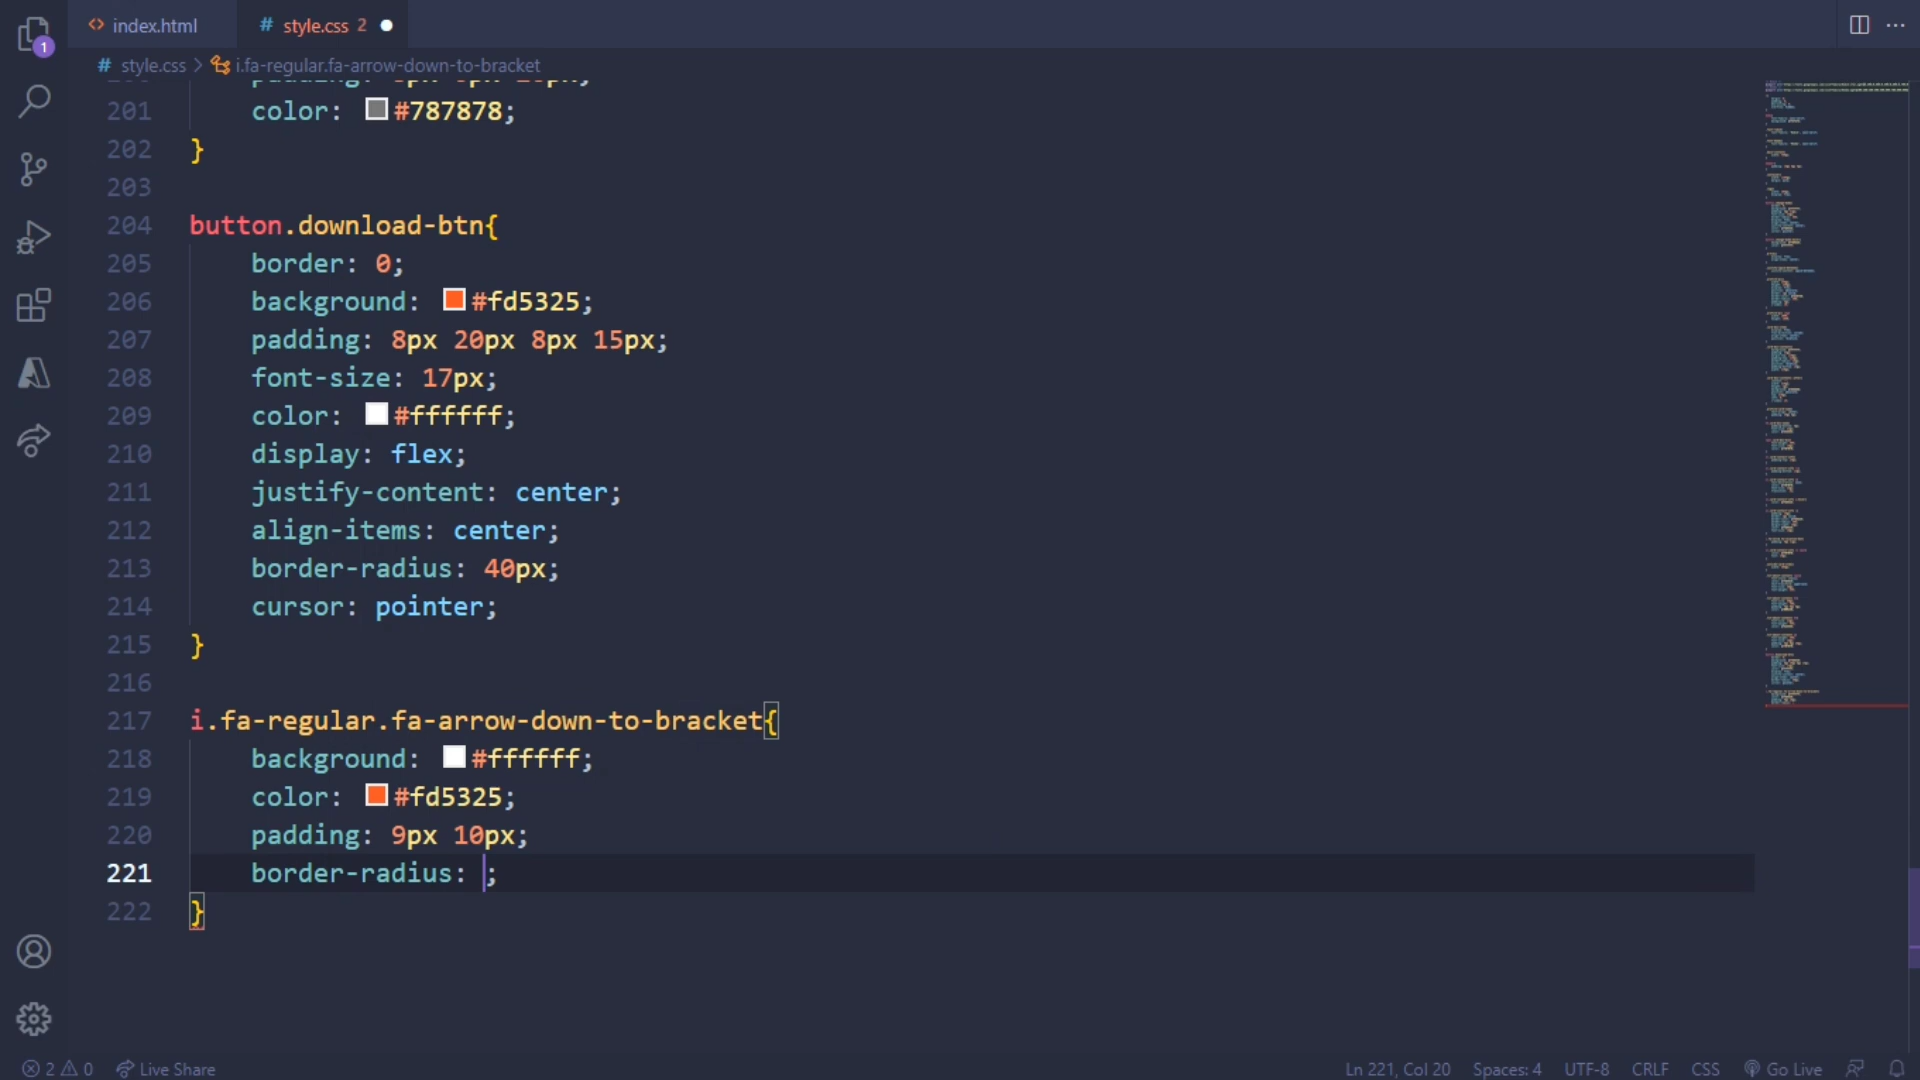 index.html
# style.css 2
# style.css > i.fa-regular.fa-arrow-down-to-bracket
201 color: #787878;
202 }
203
204 button.download-btn{
205 border: 0;
206 background: #fd5325;
207 padding: 8px 20px 8px 15px;
208 font-size: 17px;
209 color: #ffffff;
210 display: flex;
211 justify-content: center;
212 align-items: center;
213 border-radius: 40px;
214 cursor: pointer;
215 }
216
217 i.fa-regular.fa-arrow-down-to-bracket{
218 background: #ffffff;
219 color: #fd5325;
220 padding: 9px 10px;
221 border-radius: ;
222 }
1
2 0 Live Share Ln 221, Col 20 Spaces: 4 UTF-8 CRLF CSS Go Live